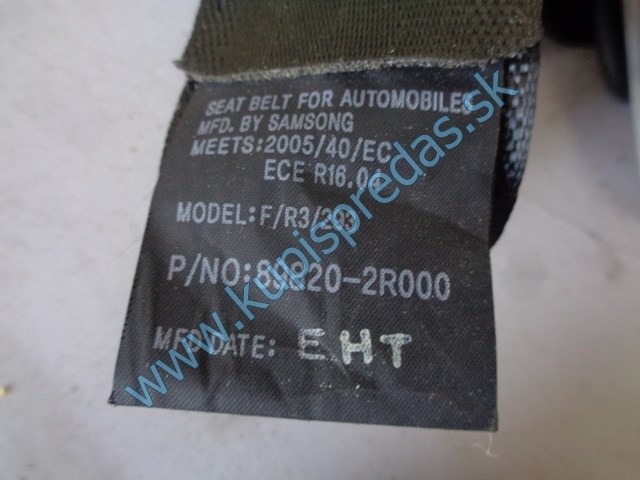 SEAT BELT FOR AUTOMOBILES
MFD. BY SAMSONG
MEETS:2005/40/EC
ECE R16.04
MODEL:F/R3/293
P/NO:89820-2R000
MFD DATE: EHT
www.kupispredas.sk